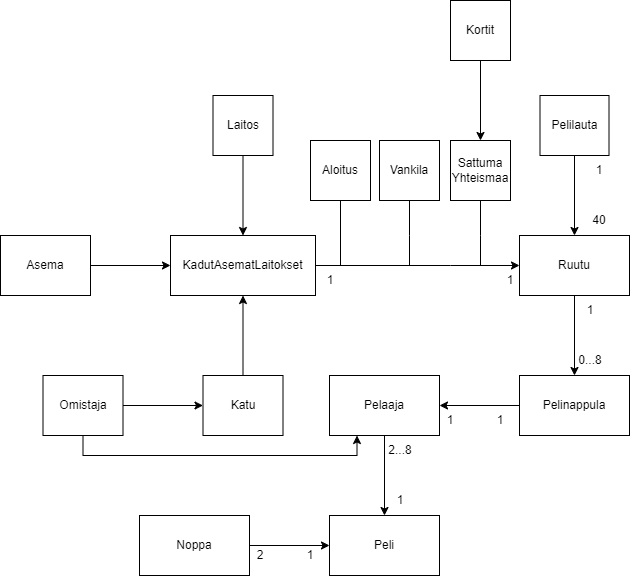 Kortit
Laitos
Pelilauta
Aloitus
Vankila
Sattuma
Yhteismaa
1
40
Asema
KadutAsematLaitokset
Ruutu
1
1
1
0...8
Omistaja
Katu
Pelaaja
Pelinappula
1
1
2...8
1
Noppa
Peli
2
1